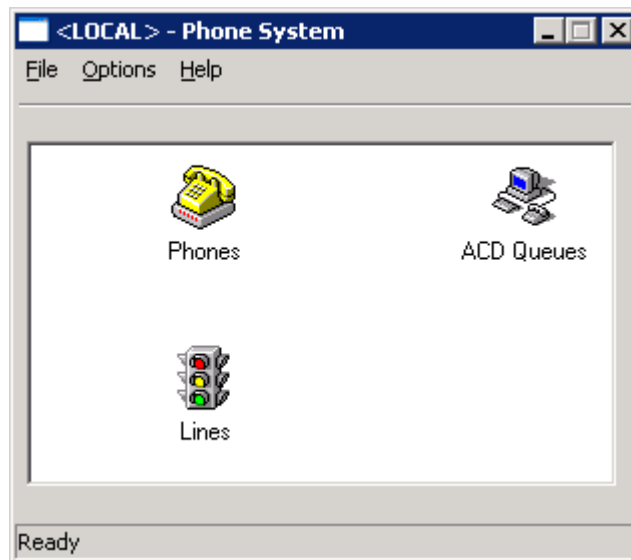 <LOCAL> - Phone System
File Options Help
Phones
ACD Queues
Lines
Ready